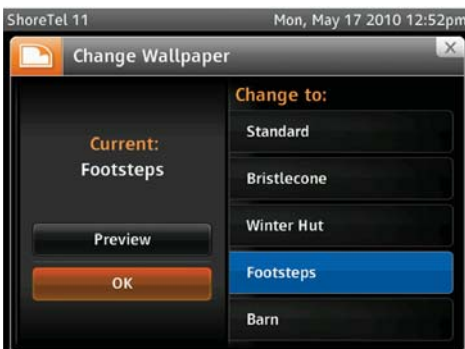 ShoreTel 11 Mon, May 17 2010 12:52pm
Change Wallpaper X
Change to:
Current:
Footsteps
Preview
OK
Standard
Bristlecone
Winter Hut
Footsteps
Barn